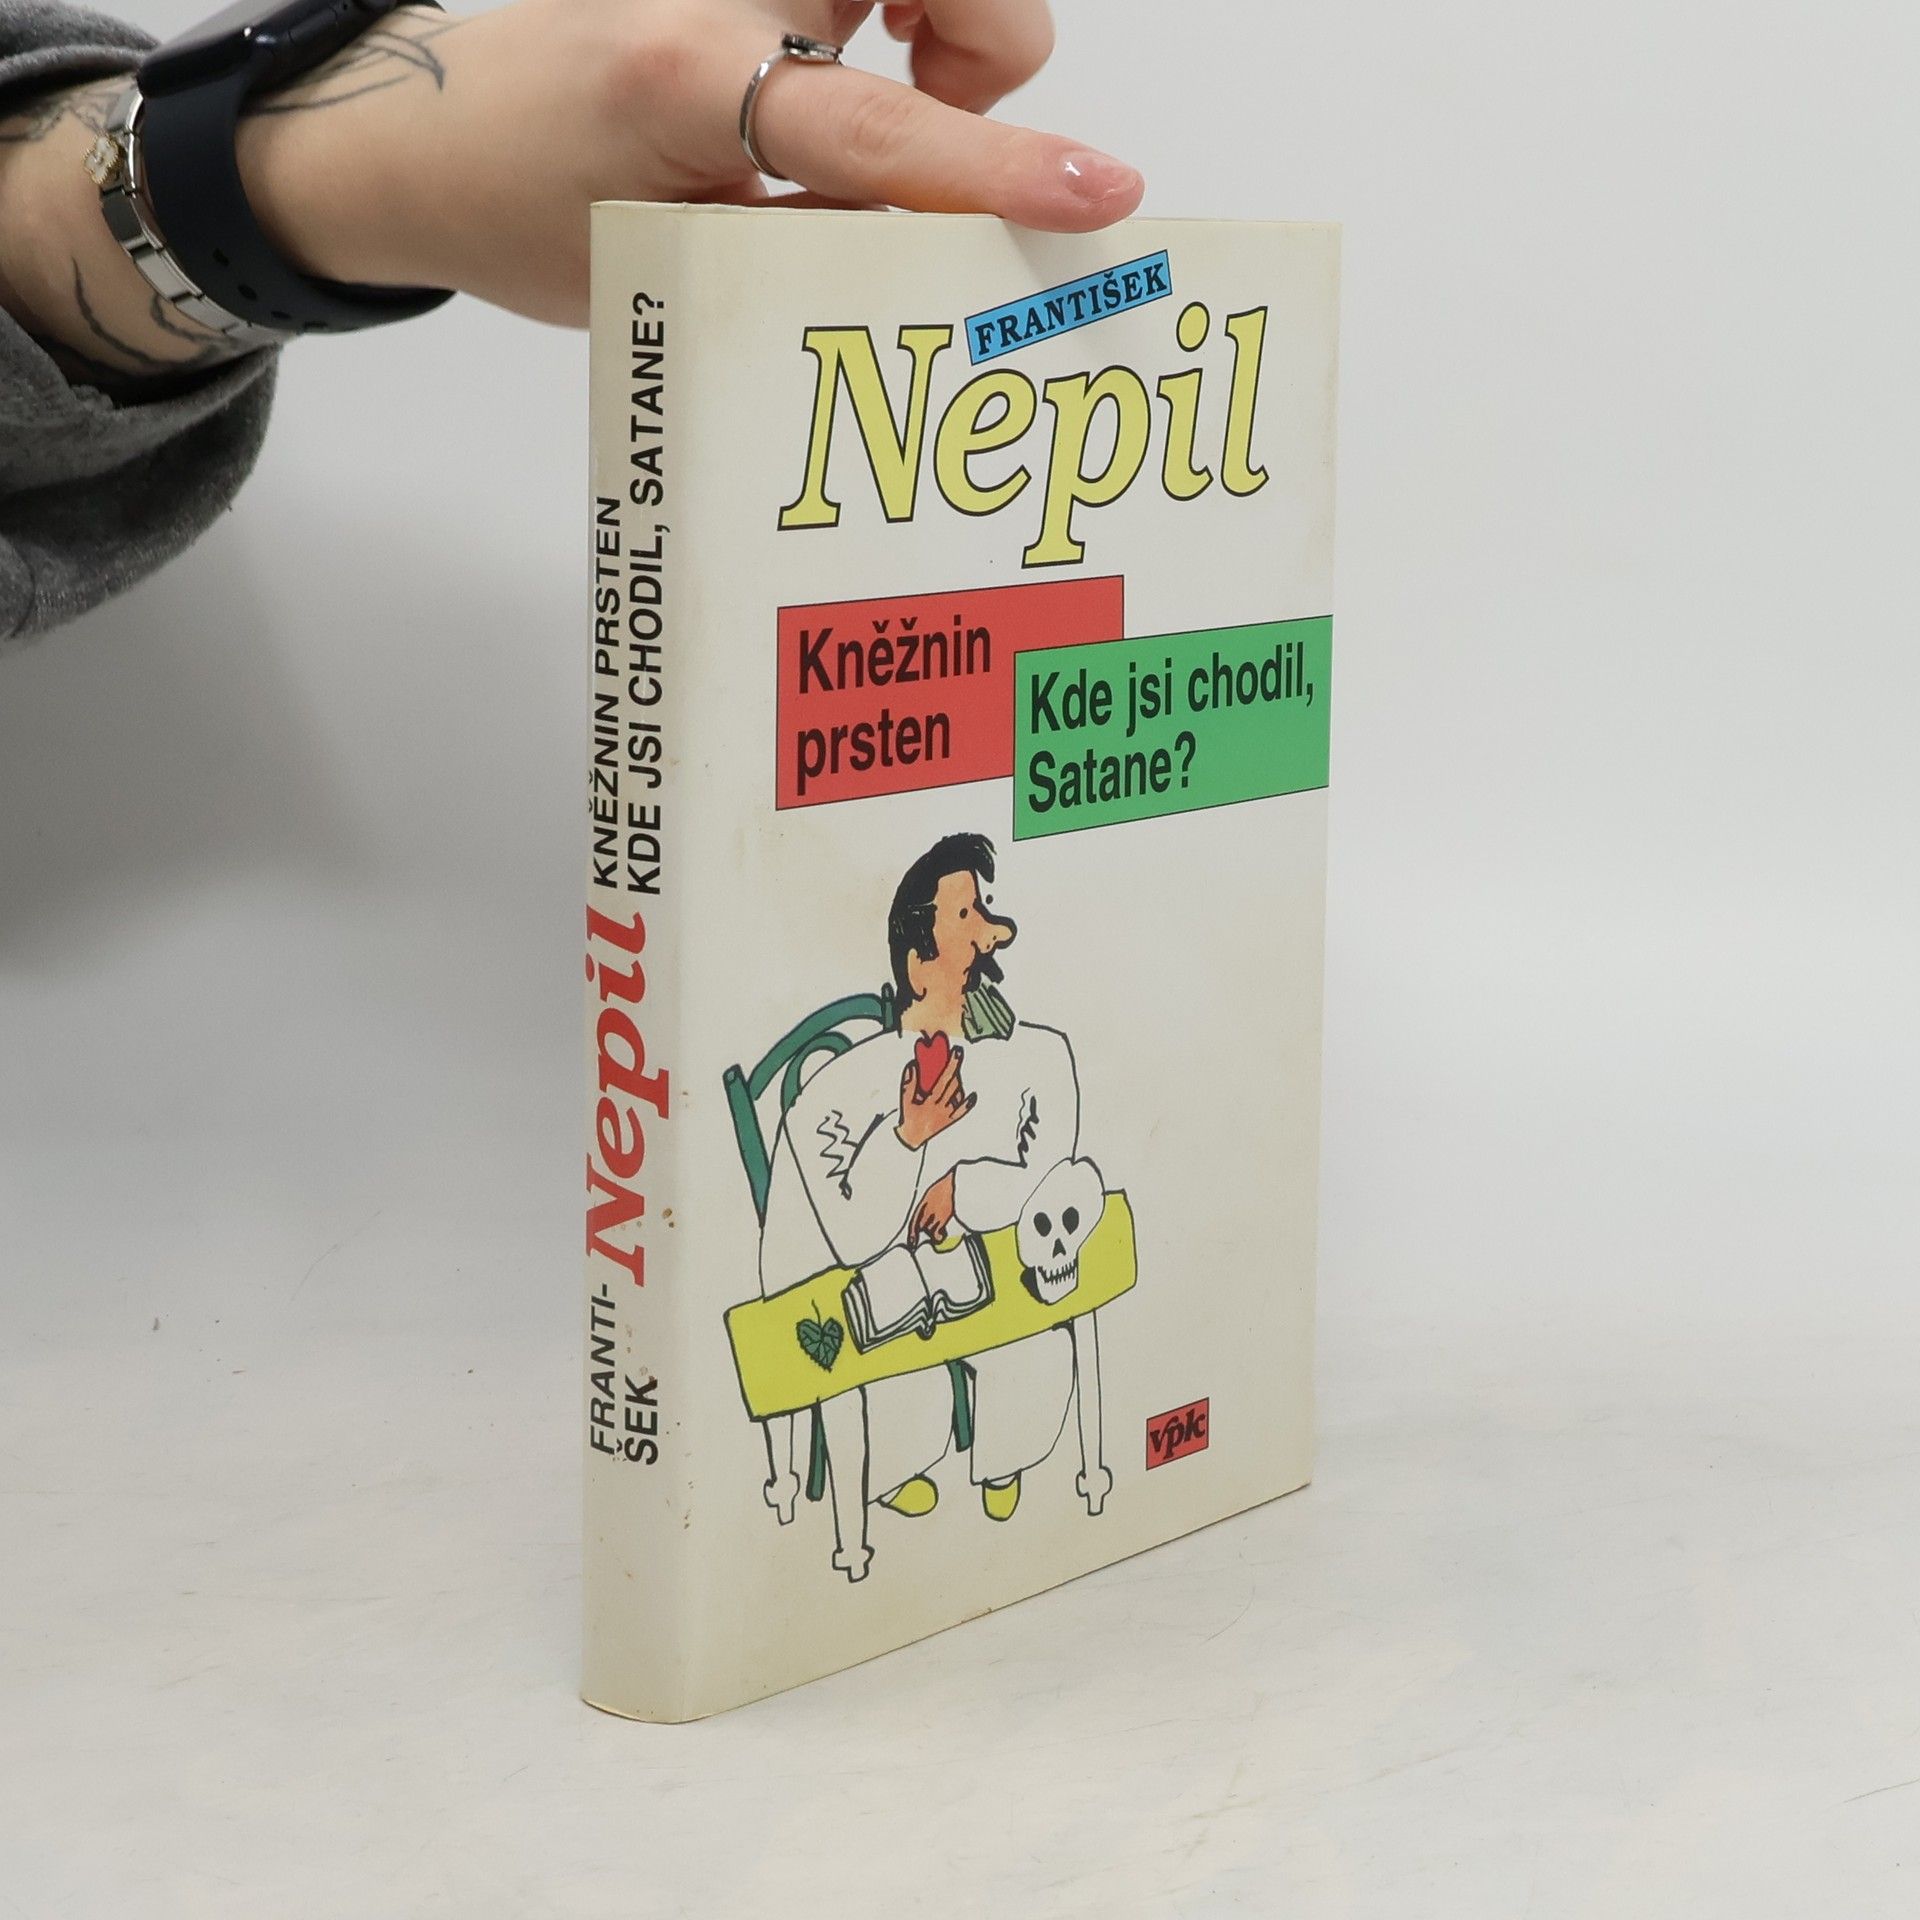 FRANTIŠEK
Nepil
Kněžnin
prsten
Kde jsi chodil,
Satane?
vpk
FRANTI-
ŠEK
Nepil
KNĚŽNIN PRSTEN
KDE JSI CHODIL, SATANE?